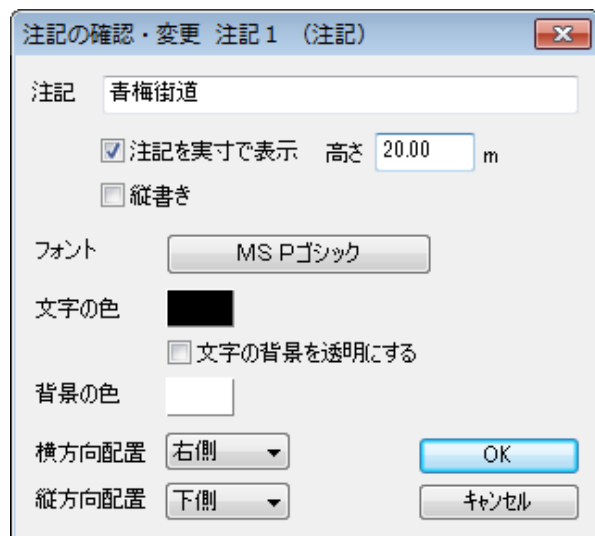 注記の確認・変更 注記1 （注記）
注記 青梅街道
注記を実寸で表示 高さ 20.00 m
縦書き
フォント MS Pゴシック
文字の色
文字の背景を透明にする
背景の色
横方向配置 右側 OK
縦方向配置 下側 キャンセル